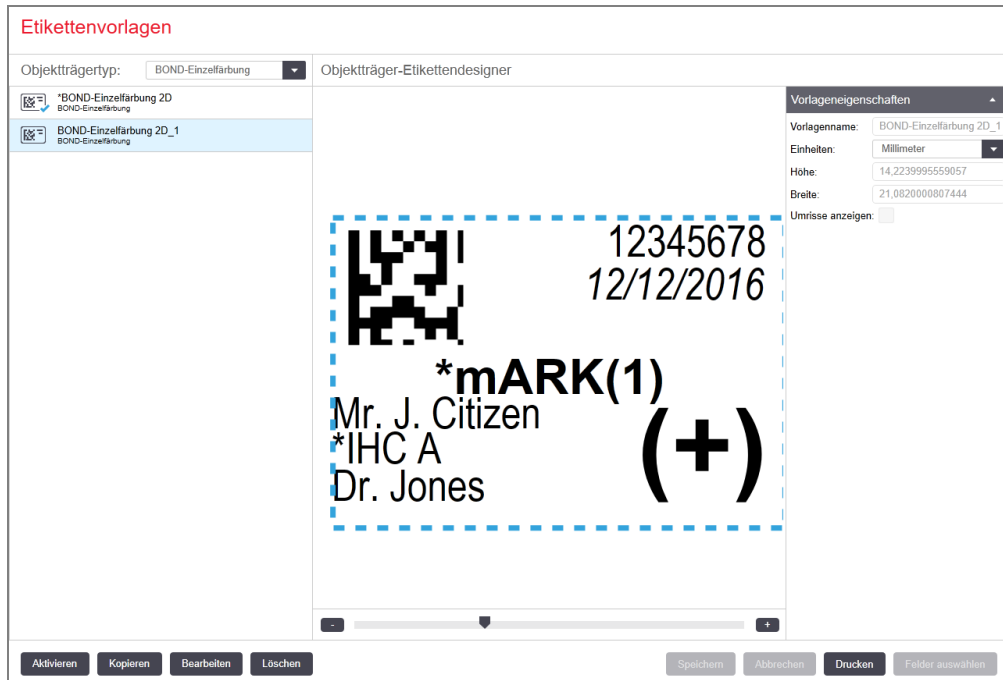 Etikettenvorlagen
Objektträgertyp: BOND-Einzelfärbung
Objektträger-Etikettendesigner
*BOND-Einzelfärbung 2D
BOND-Einzelfärbung
BOND-Einzelfärbung 2D_1
BOND-Einzelfärbung
12345678
12/12/2016
*mARK(1)
Mr. J. Citizen
*IHC A
Dr. Jones
(+)
Vorlageneigenschaften
Vorlagenname: BOND-Einzelfärbung 2D_1
Einheiten: Millimeter
Höhe: 14,2239995559057
Breite: 21,0820000807444
Umrisse anzeigen:
- +
Aktivieren Kopieren Bearbeiten Löschen Speichern Abbrechen Drucken Felder auswählen